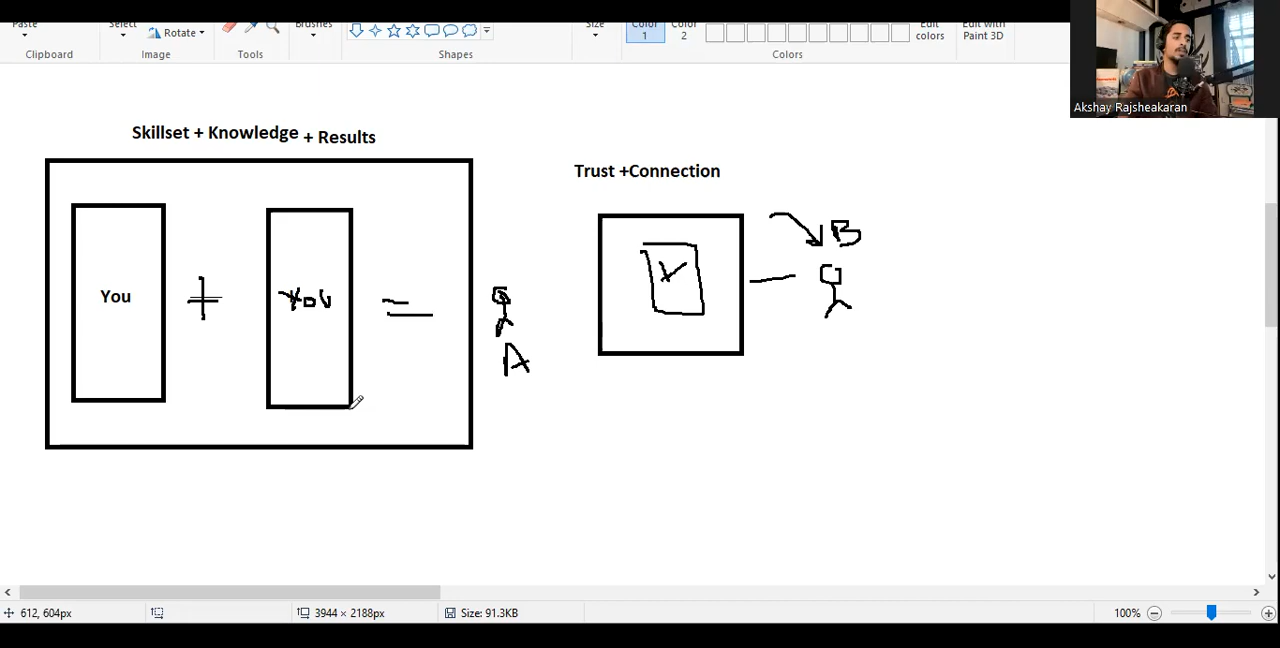 Paste
Select
Rotate
Brushes
Size
Color
1
Color
2
Edit
colors
Edit with
Paint 3D
Clipboard
Image
Tools
Shapes
Colors
Akshay Rajsheakaran
Skillset + Knowledge + Results
Trust +Connection
You
+
You
=
A
B
Y
612, 604px
3944 × 2188px
Size: 91.3KB
100%